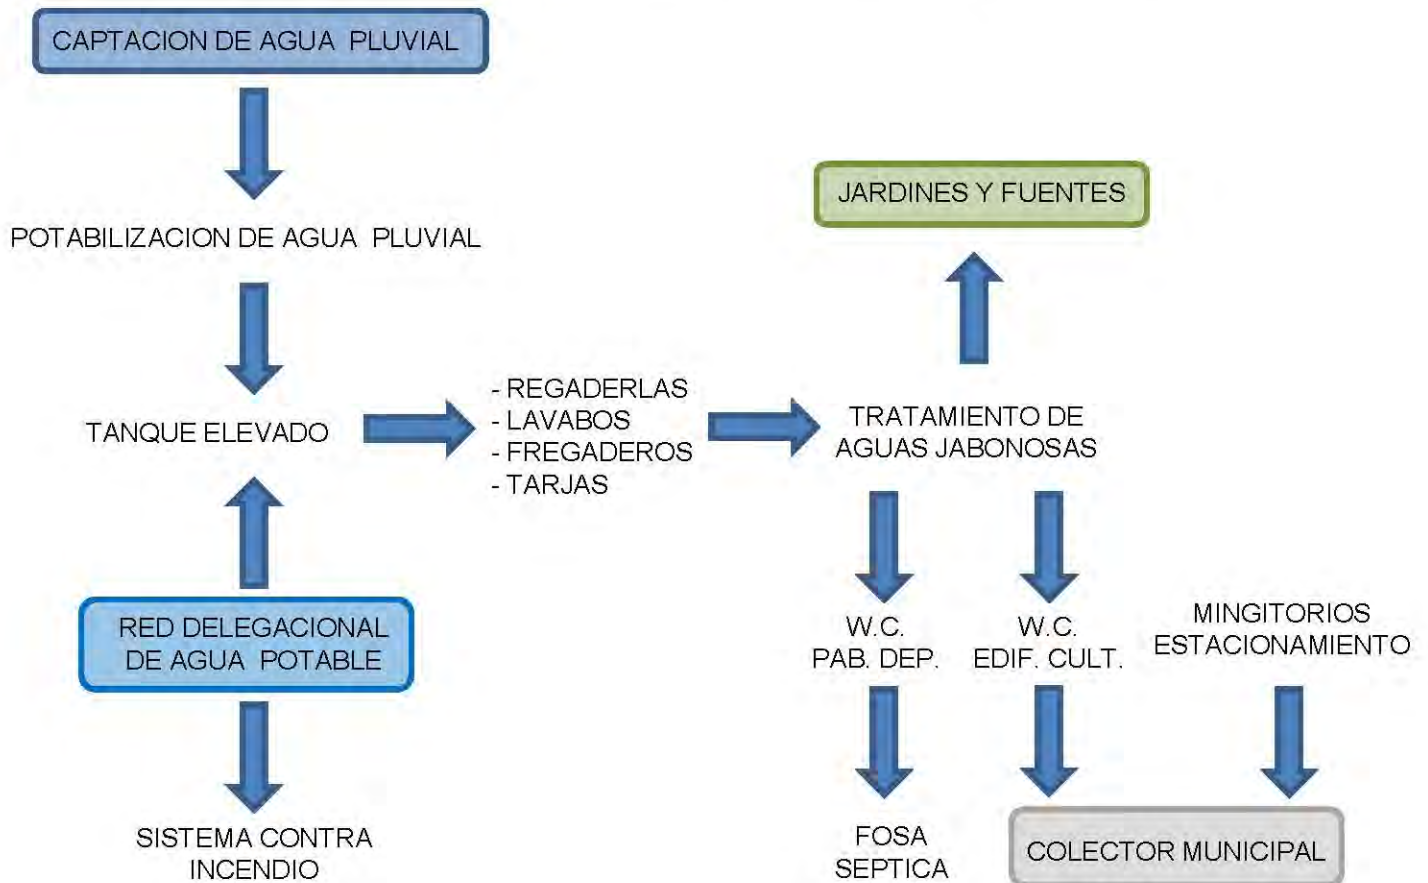 CAPTACION DE AGUA PLUVIAL
POTABILIZACION DE AGUA PLUVIAL
TANQUE ELEVADO
RED DELEGACIONAL
DE AGUA POTABLE
SISTEMA CONTRA
INCENDIO
- REGADERLAS
- LAVABOS
- FREGADEROS
- TARJAS
JARDINES Y FUENTES
TRATAMIENTO DE
AGUAS JABONOSAS
W.C.
PAB. DEP.
W.C.
EDIF. CULT.
MINGITORIOS
ESTACIONAMIENTO
FOSA
SEPTICA
COLECTOR MUNICIPAL